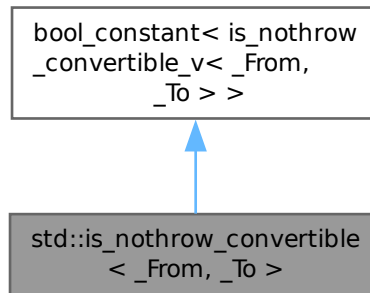 bool_constant< is_nothrow
_convertible_v< _From,
_To > >
std::is_nothrow_convertible
< _From, _To >